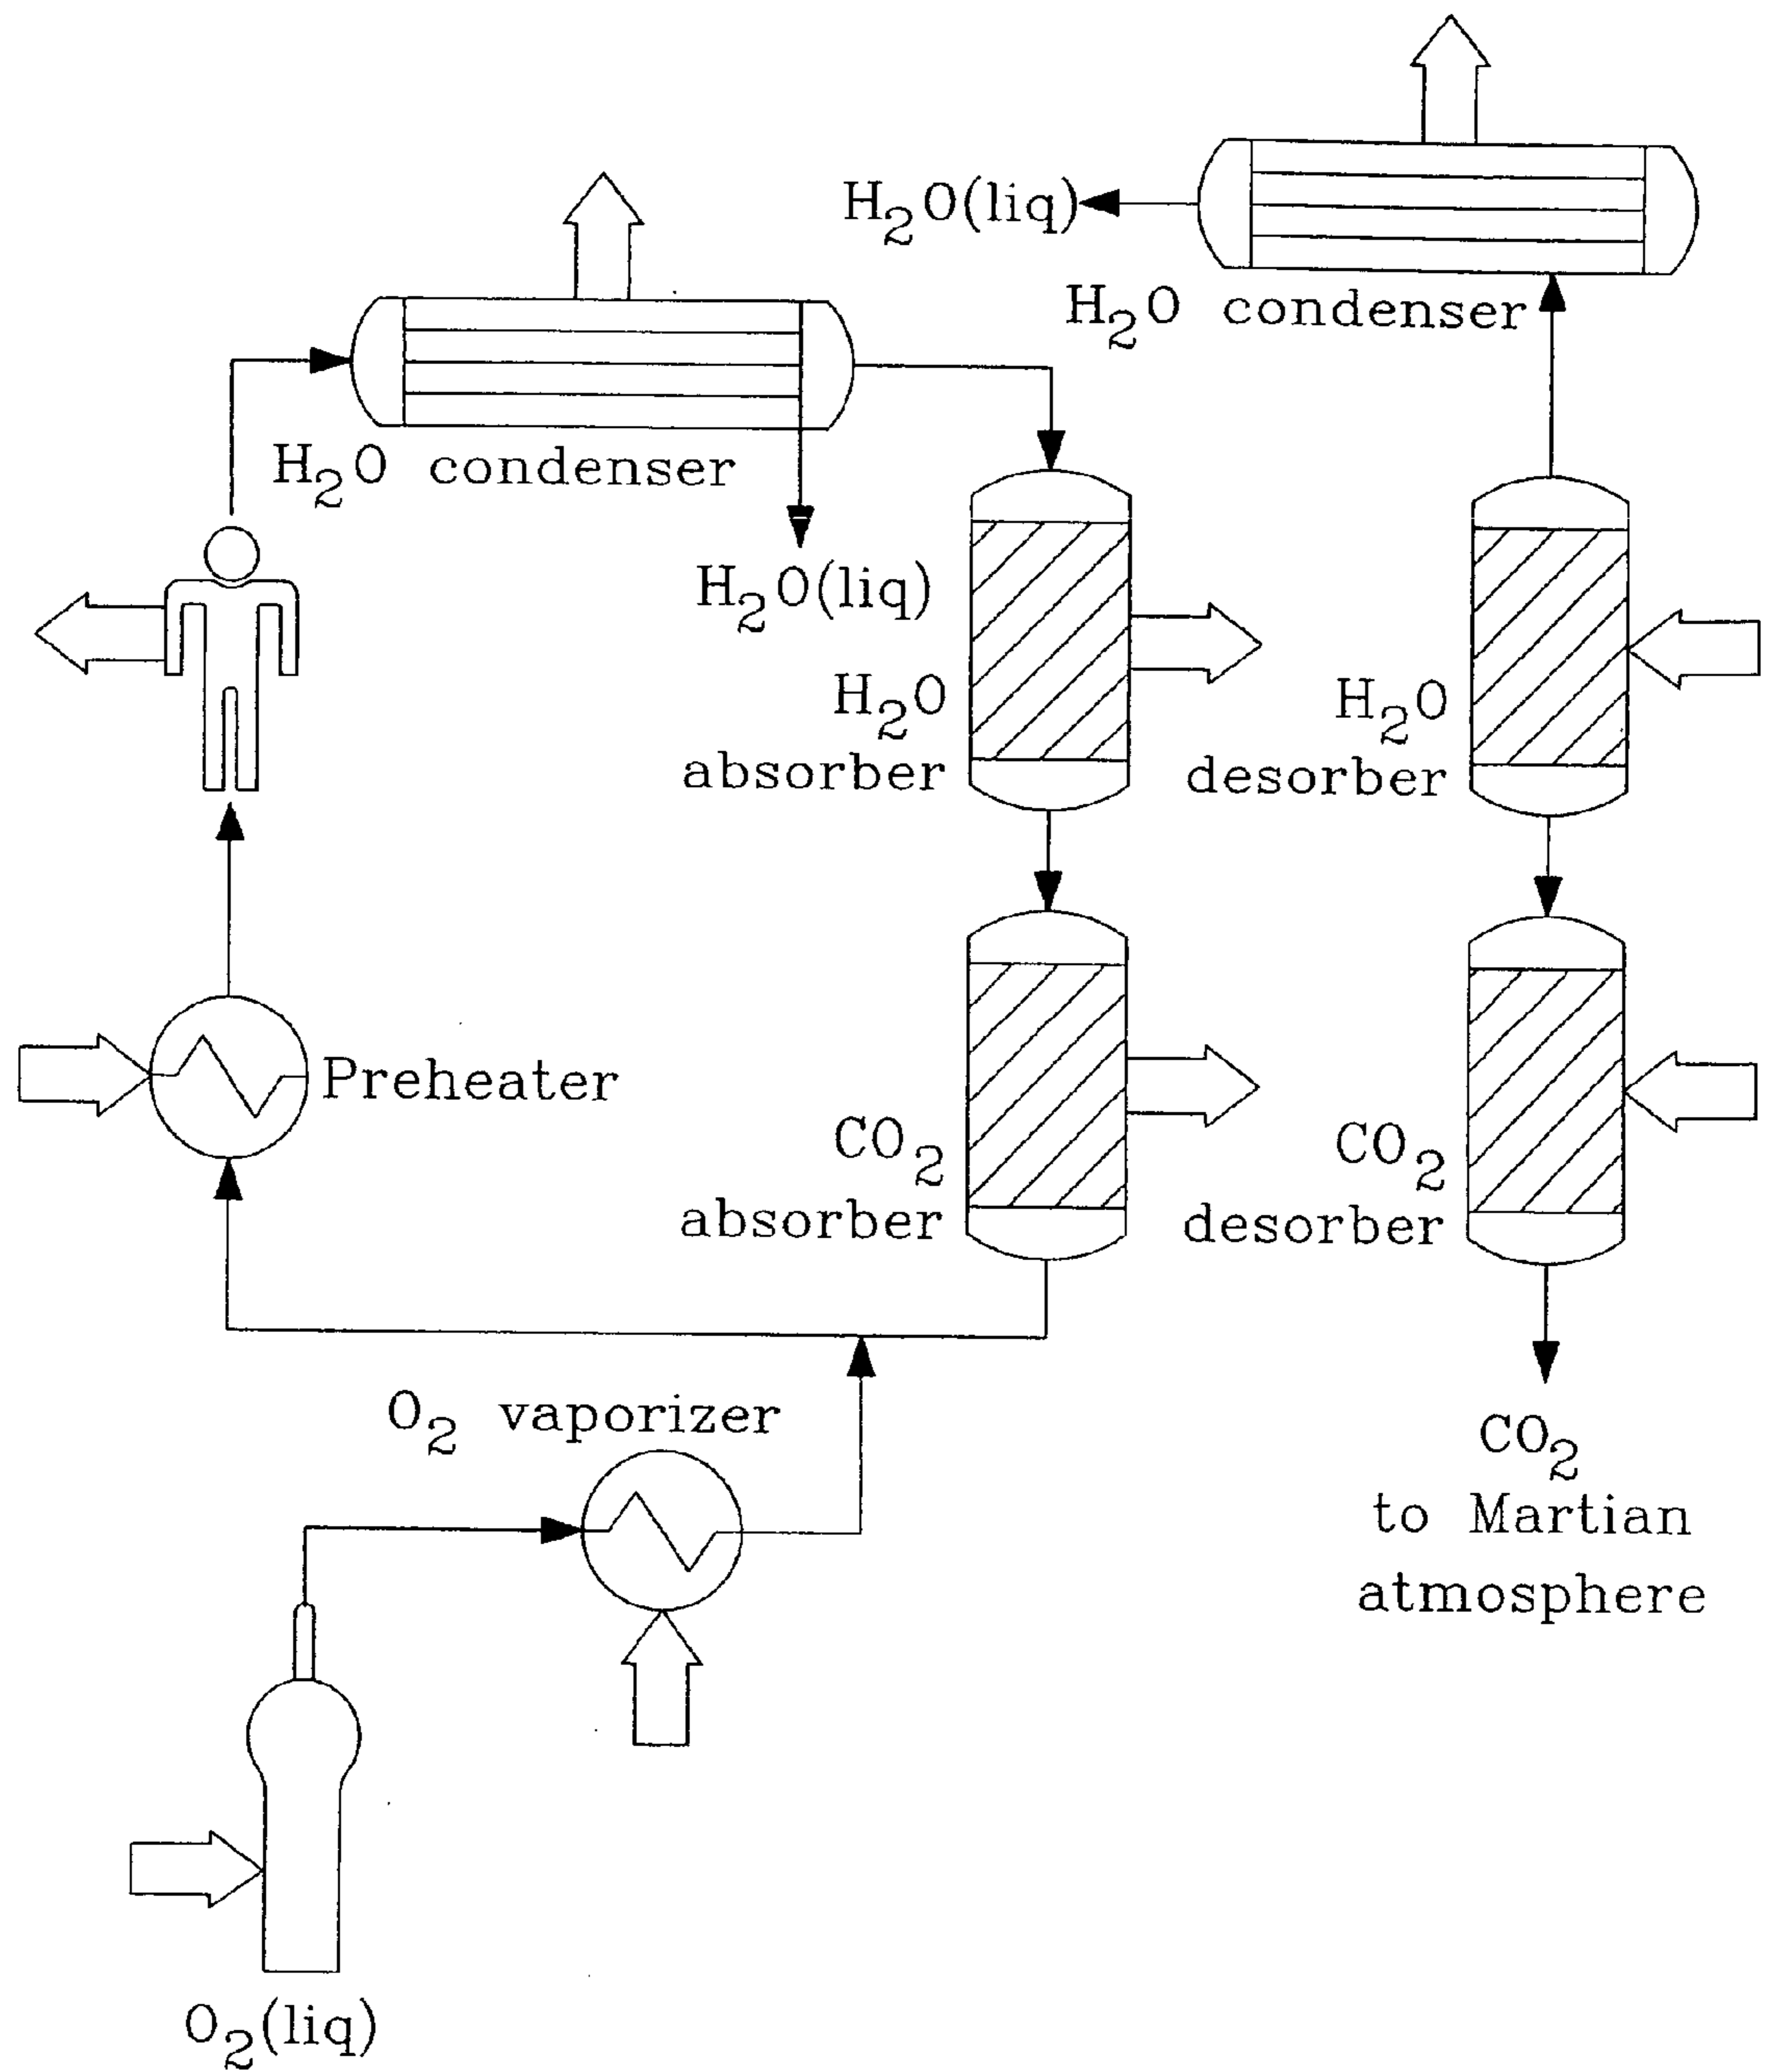 H₂O(liq)
H₂O condenser
H₂O condenser
H₂O(liq)
H₂O
absorber
H₂O
desorber
Preheater
CO₂
absorber
CO₂
desorber
O₂ vaporizer
CO₂
to Martian
atmosphere
O₂(liq)